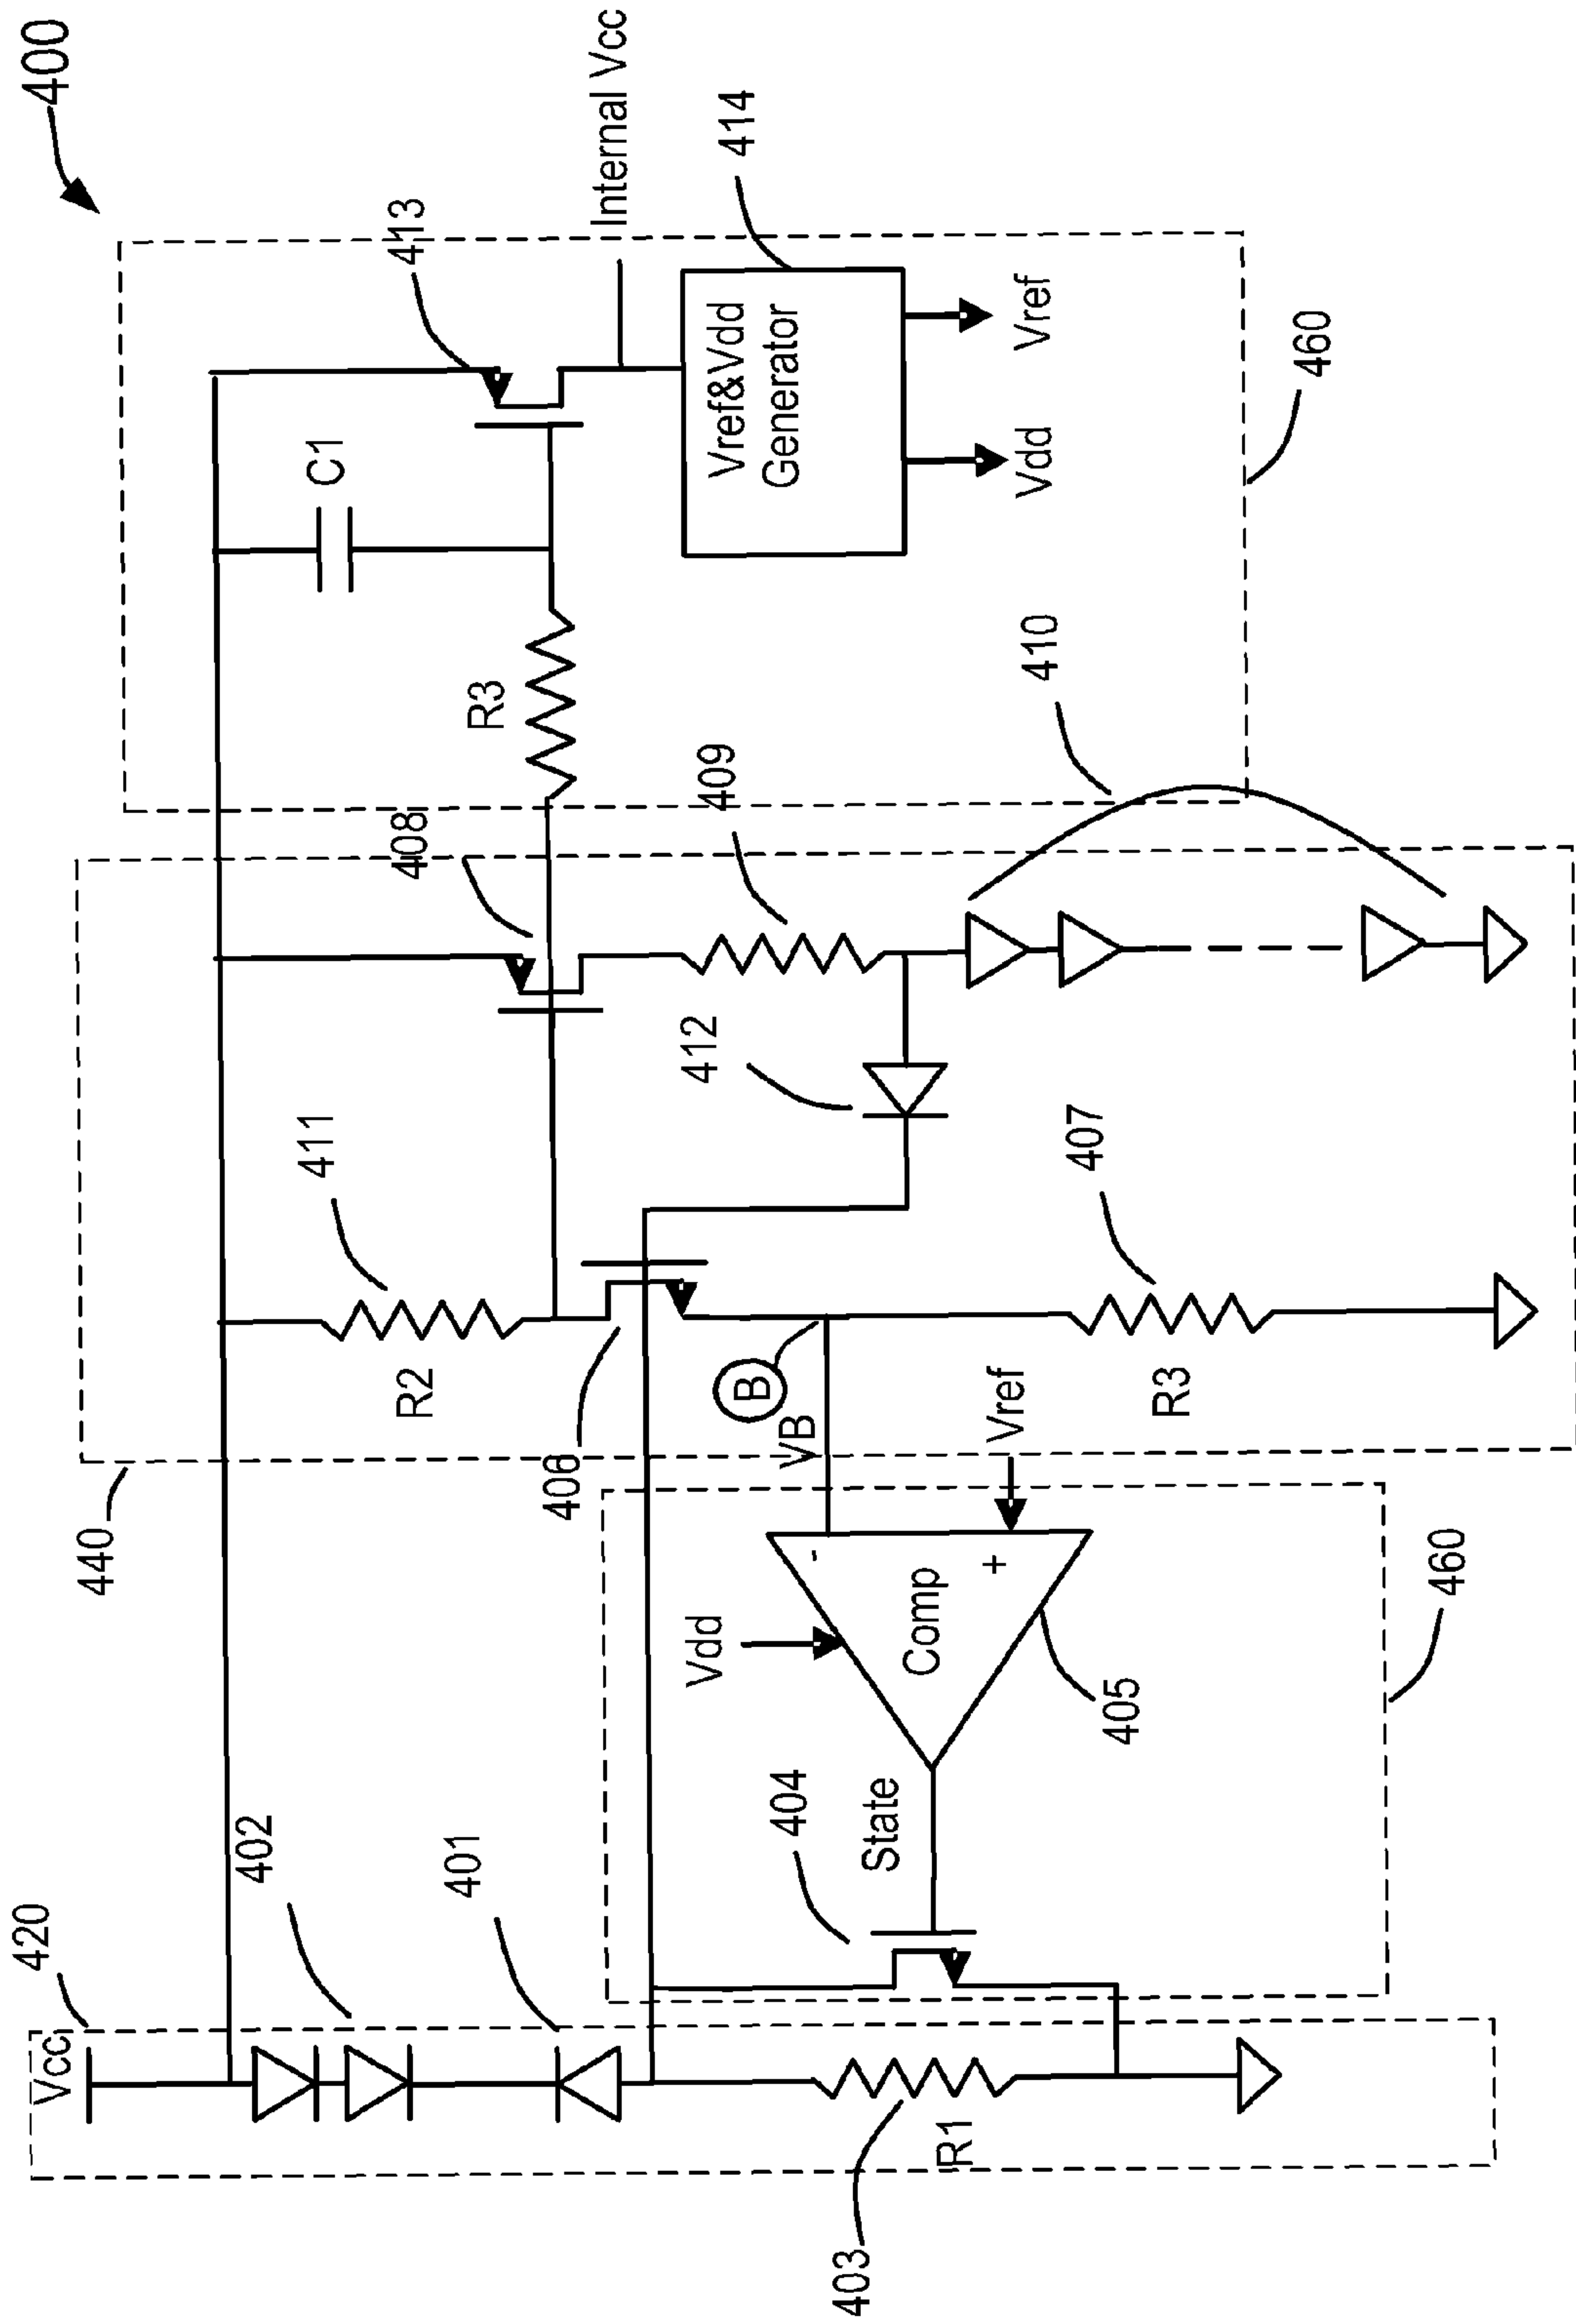 400
420
Vcc
402
401
403
R1
404
State
Vdd
Comp
-
+
405
460
440
R2
411
406
B
VB
Vref
R3
407
408
412
409
410
R3
C1
413
Internal Vcc
Vref&Vdd
Generator
414
Vdd
Vref
460